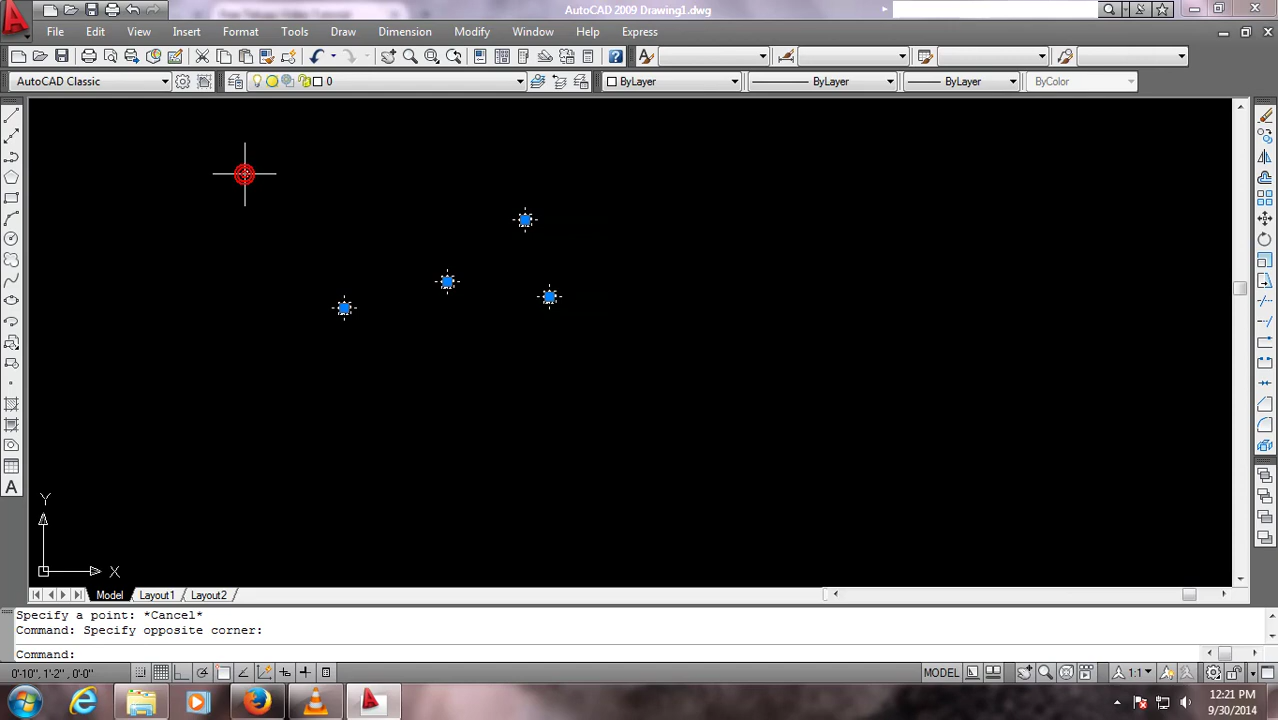 AutoCAD 2009 Drawing1.dwg
File Edit View Insert Format Tools Draw Dimension Modify Window Help Express
AutoCAD Classic 0 ByLayer ByLayer ByLayer ByColor
Y
X
Model Layout1 Layout2
Specify a point: *Cancel*
Command: Specify opposite corner:
Command:
0'-10", 1'-2", 0'-0" MODEL 1:1
12:21 PM
9/30/2014